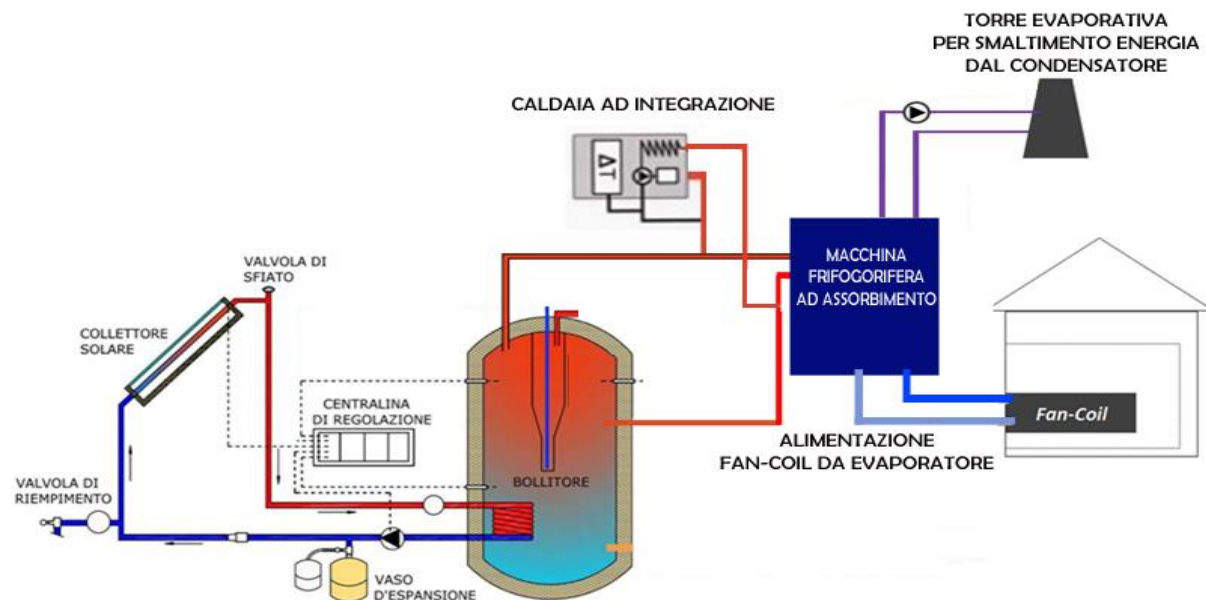 TORRE EVAPORATIVA
PER SMALTIMENTO ENERGIA
DAL CONDENSATORE
CALDAIA AD INTEGRAZIONE
ΔT
MACCHINA
FRIFOGORIFERA
AD ASSORBIMENTO
VALVOLA DI
SFIATO
COLLETTORE
SOLARE
CENTRALINA
DI REGOLAZIONE
Fan-Coil
ALIMENTAZIONE
FAN-COIL DA EVAPORATORE
BOLLITORE
VALVOLA DI
RIEMPIMENTO
VASO
D'ESPANSIONE